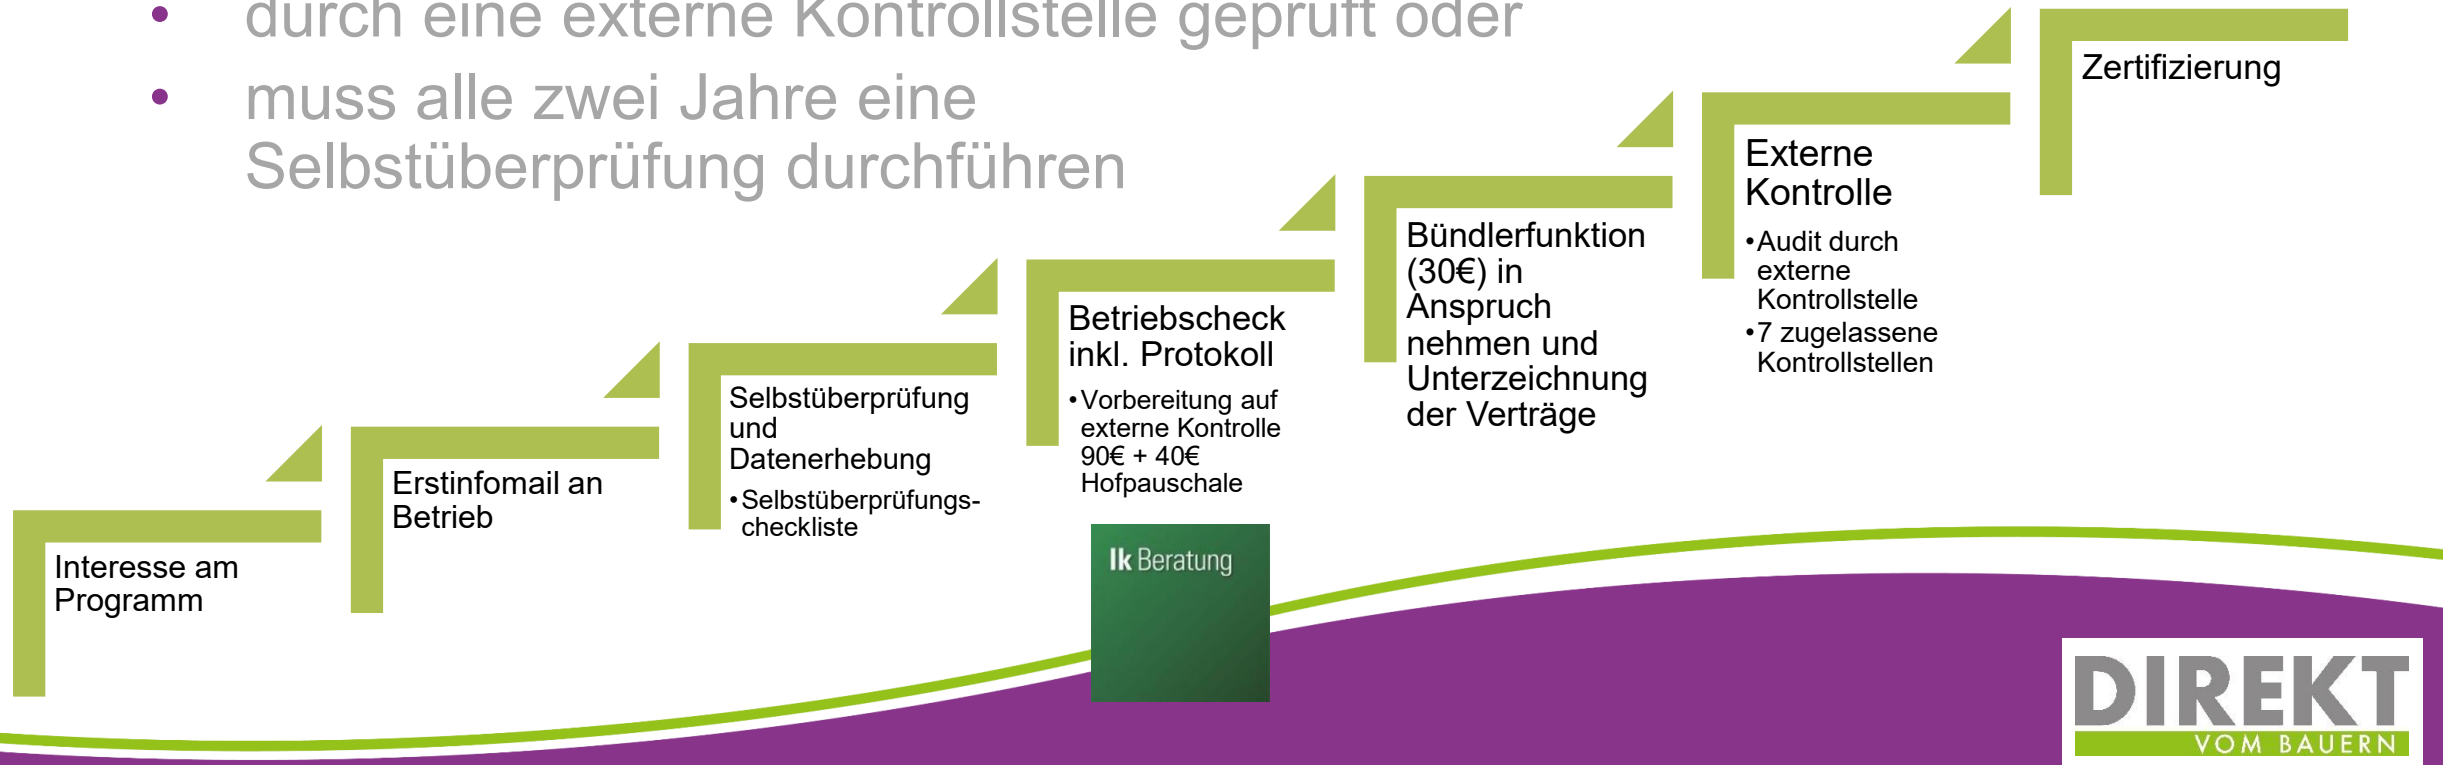 • durch eine externe Kontrollstelle geprüft oder
• muss alle zwei Jahre eine
Selbstüberprüfung durchführen
Interesse am
Programm
Erstinfomail an
Betrieb
Selbstüberprüfung
und
Datenerhebung
•Selbstüberprüfungs-
checkliste
Betriebscheck
inkl. Protokoll
•Vorbereitung auf
externe Kontrolle
90€ + 40€
Hofpauschale
lk Beratung
Bündlerfunktion
(30€) in
Anspruch
nehmen und
Unterzeichnung
der Verträge
Externe
Kontrolle
•Audit durch
externe
Kontrollstelle
•7 zugelassene
Kontrollstellen
Zertifizierung
DIREKT
VOM BAUERN